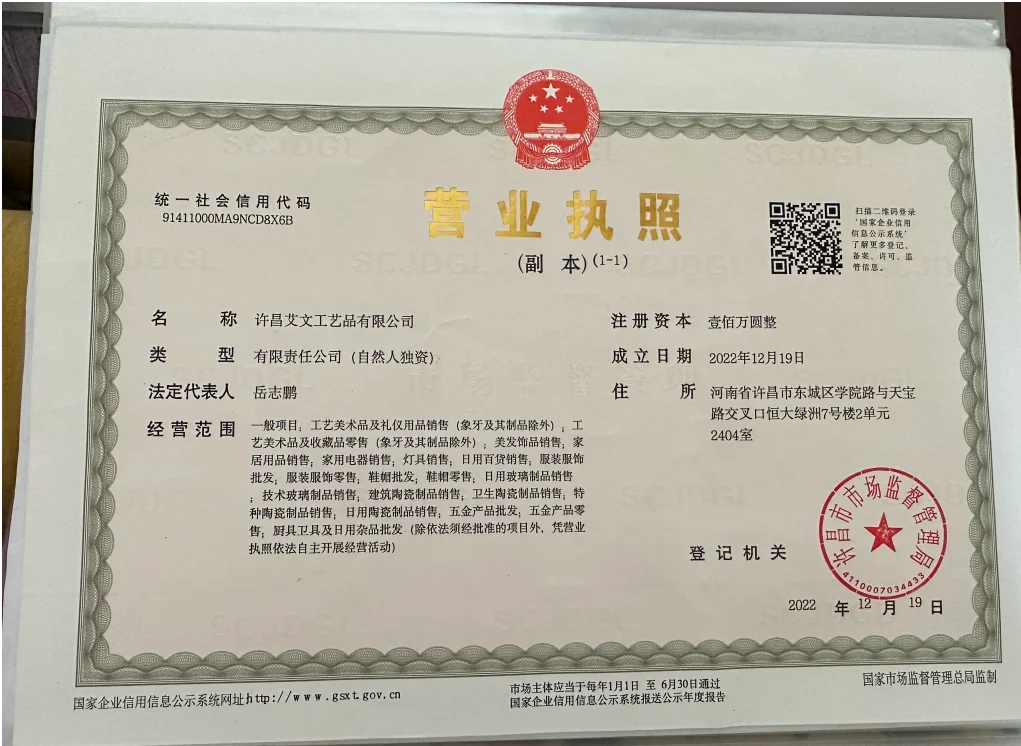 统一社会信用代码
91411000MA9NCD8X6B
营业执照
(副 本)(1-1)
扫描二维码登录
‘国家企业信用
信息公示系统’
了解更多登记、
备案、许可、监
管信息。
名 称 许昌艾文工艺品有限公司
类 型 有限责任公司（自然人独资）
法定代表人 岳志鹏
经营范围 一般项目，工艺美术品及礼仪用品销售（象牙及其制品除外）；工
艺美术品及收藏品零售（象牙及其制品除外）；美发饰品销售；家
居用品销售；家用电器销售；灯具销售；日用百货销售；服装服饰
批发；服装服饰零售；鞋帽批发；鞋帽零售；日用玻璃制品销售
；技术玻璃制品销售；建筑陶瓷制品销售；卫生陶瓷制品销售；特
种陶瓷制品销售；日用陶瓷制品销售；五金产品批发；五金产品零
售；厨具卫具及日用杂品批发（除依法须经批准的项目外，凭营业
执照依法自主开展经营活动）
注册资本 壹佰万圆整
成立日期 2022年12月19日
住 所 河南省许昌市东城区学院路与天宝
路交叉口恒大绿洲7号楼2单元
2404室
登记机关
许昌市市场监督管理局
4110007034433
2022 年 12 月 19 日
国家企业信用信息公示系统网址http://www.gsxt.gov.cn
市场主体应当于每年1月1日 至 6月30日通过
国家企业信用信息公示系统报送公示年度报告
国家市场监督管理总局监制
SCJDGL